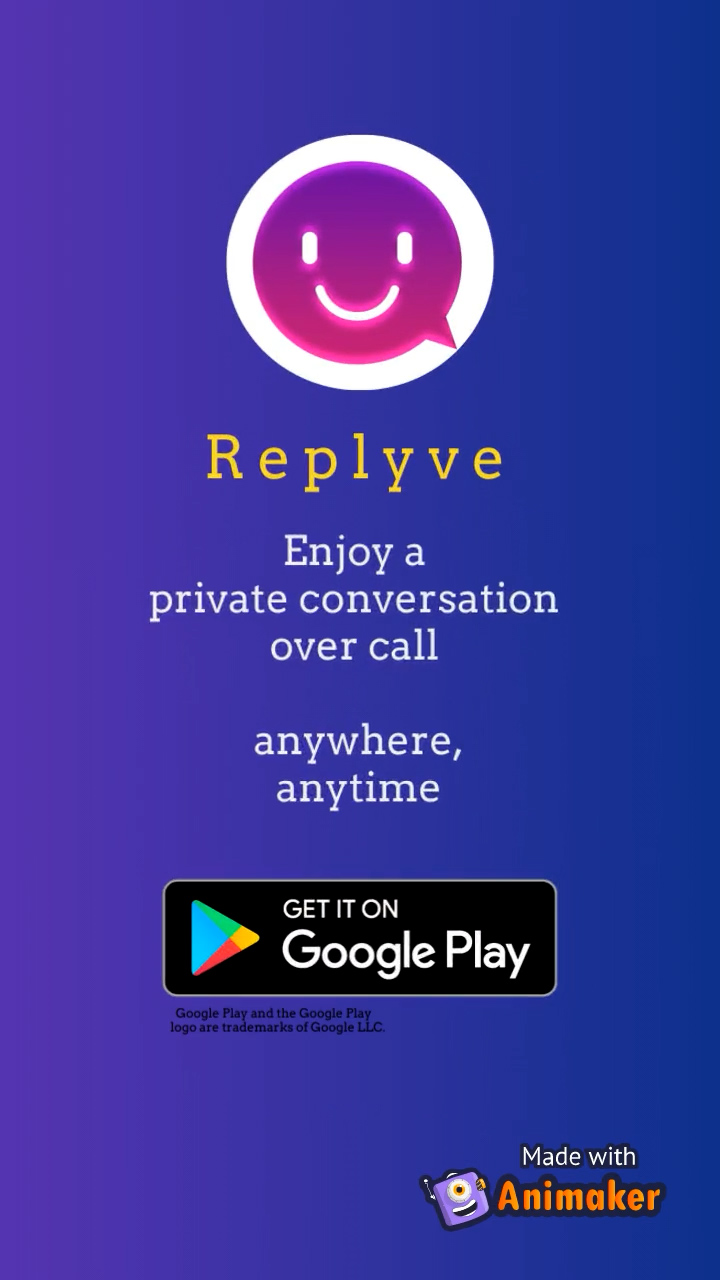 Replyve
Enjoy a
private conversation
over call
anywhere,
anytime
GET IT ON
Google Play
Google Play and the Google Play
logo are trademarks of Google LLC.
Made with
Animaker